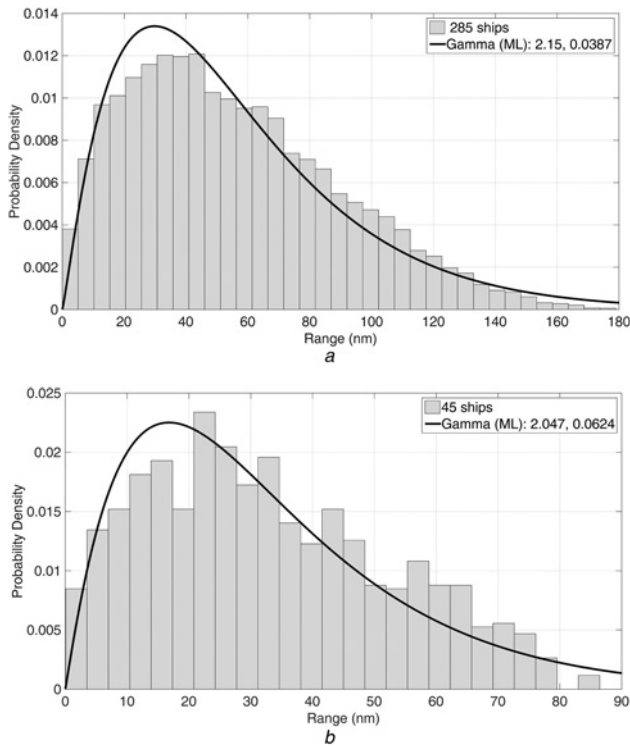 0.014
0.012
0.01
0.008
0.006
0.004
0.002
0
Probability Density
285 ships
Gamma (ML): 2.15, 0.0387
0 20 40 60 80 100 120 140 160 180
Range (nm)
a
0.025
0.02
0.015
0.01
0.005
0
Probability Density
45 ships
Gamma (ML): 2.047, 0.0624
0 10 20 30 40 50 60 70 80 90
Range (nm)
b